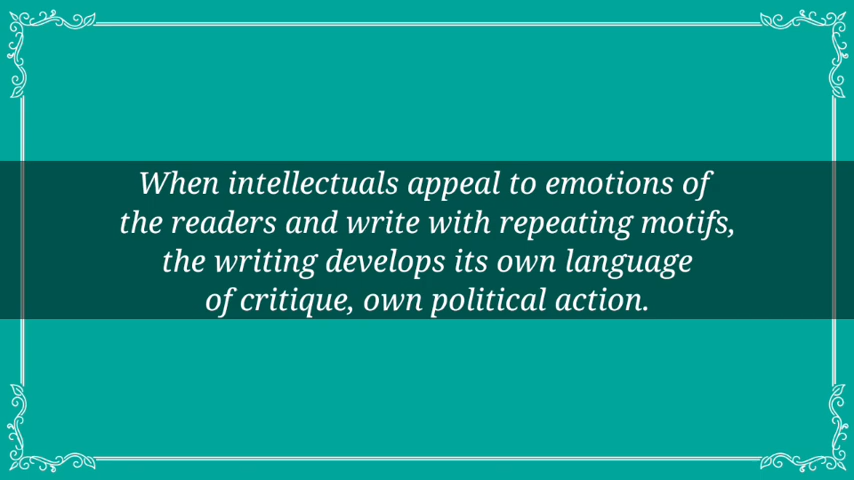 When intellectuals appeal to emotions of
the readers and write with repeating motifs,
the writing develops its own language
of critique, own political action.